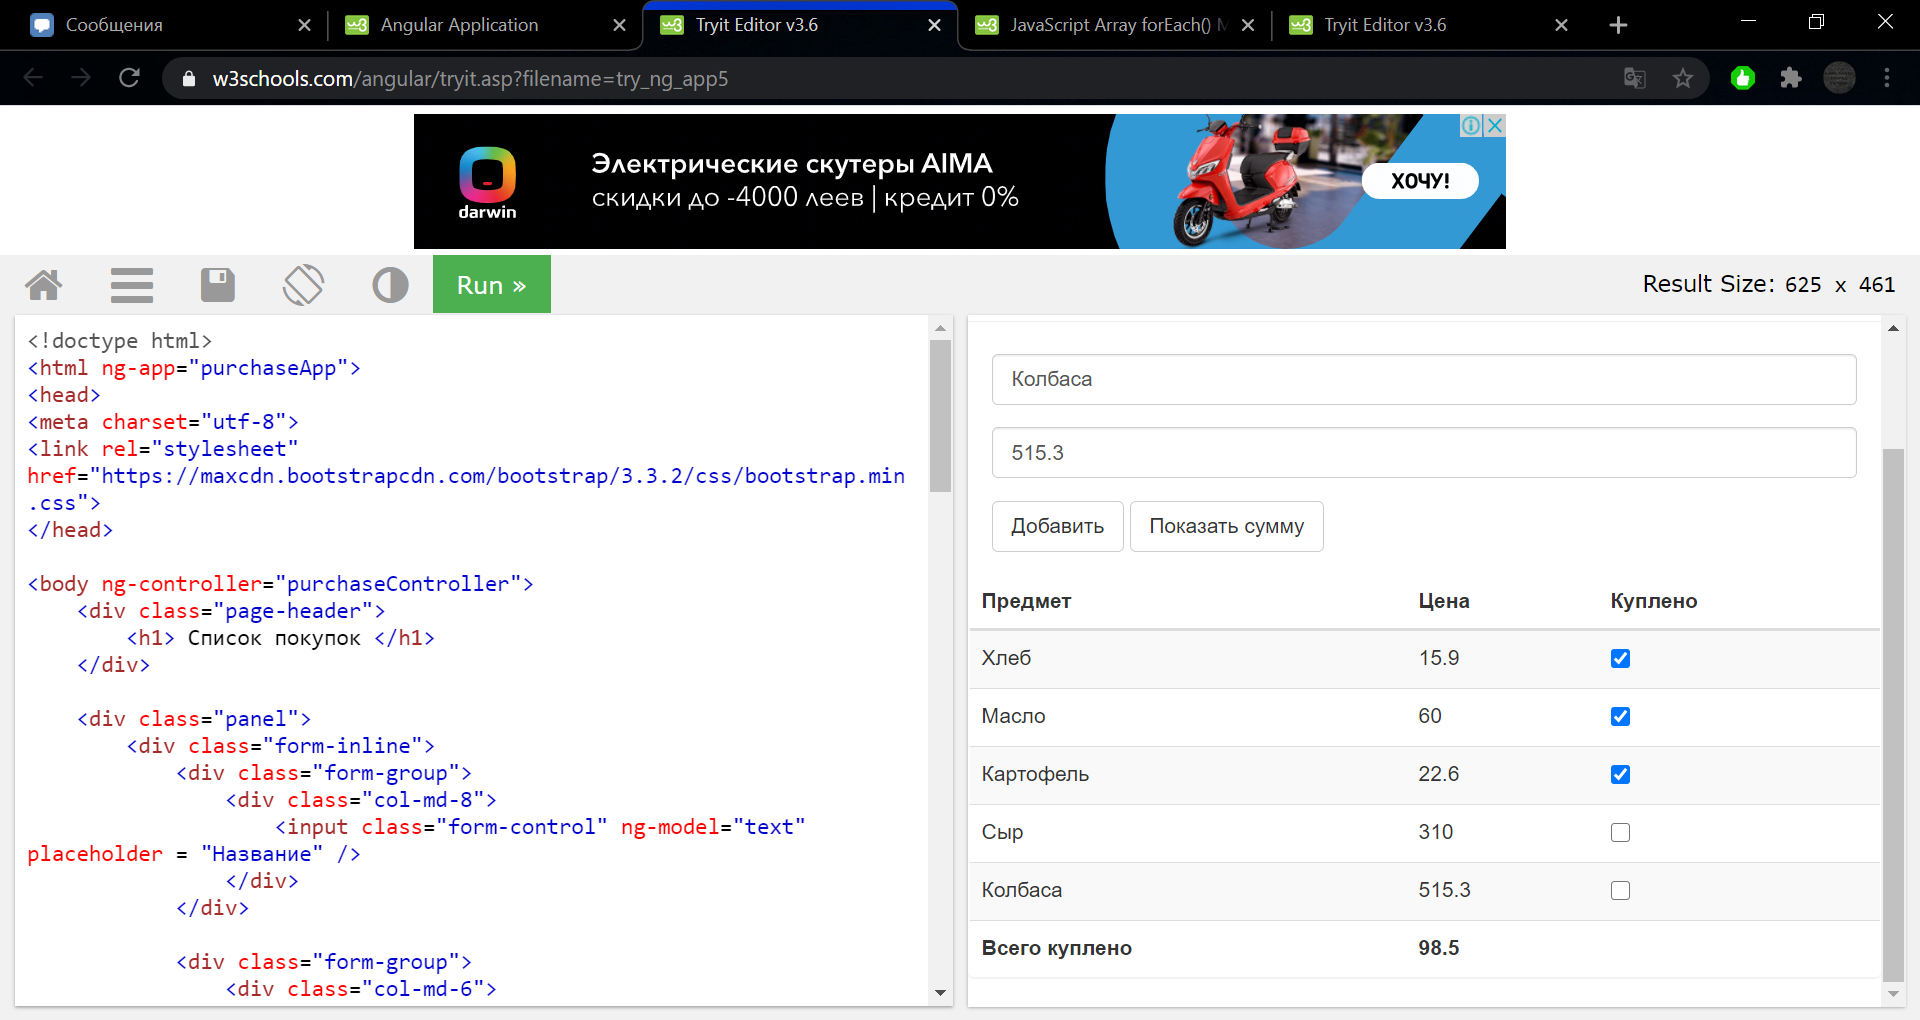 Сообщения
Angular Application
Tryit Editor v3.6
JavaScript Array forEach() M
Tryit Editor v3.6
w3schools.com/angular/tryit.asp?filename=try_ng_app5
darwin
Электрические скутеры AIMA
скидки до -4000 леев | кредит 0%
ХОЧУ!
Run »
Result Size: 625 x 461
<!doctype html>
<html ng-app="purchaseApp">
<head>
<meta charset="utf-8">
<link rel="stylesheet"
href="https://maxcdn.bootstrapcdn.com/bootstrap/3.3.2/css/bootstrap.min
.css">
</head>
<body ng-controller="purchaseController">
<div class="page-header">
<h1> Список покупок </h1>
</div>
<div class="panel">
<div class="form-inline">
<div class="form-group">
<div class="col-md-8">
<input class="form-control" ng-model="text"
placeholder = "Название" />
</div>
</div>
<div class="form-group">
<div class="col-md-6">
Колбаса
515.3
Добавить Показать сумму
Предмет Цена Куплено
Хлеб 15.9
Масло 60
Картофель 22.6
Сыр 310
Колбаса 515.3
Всего куплено 98.5